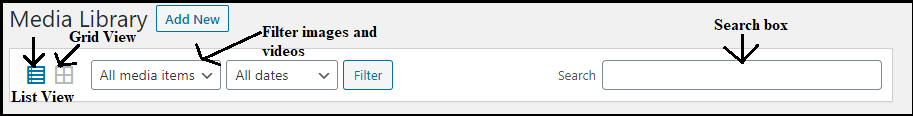 Media Library Add New
Grid View
Filter images and
videos
Search box
All media items All dates Filter Search
List View